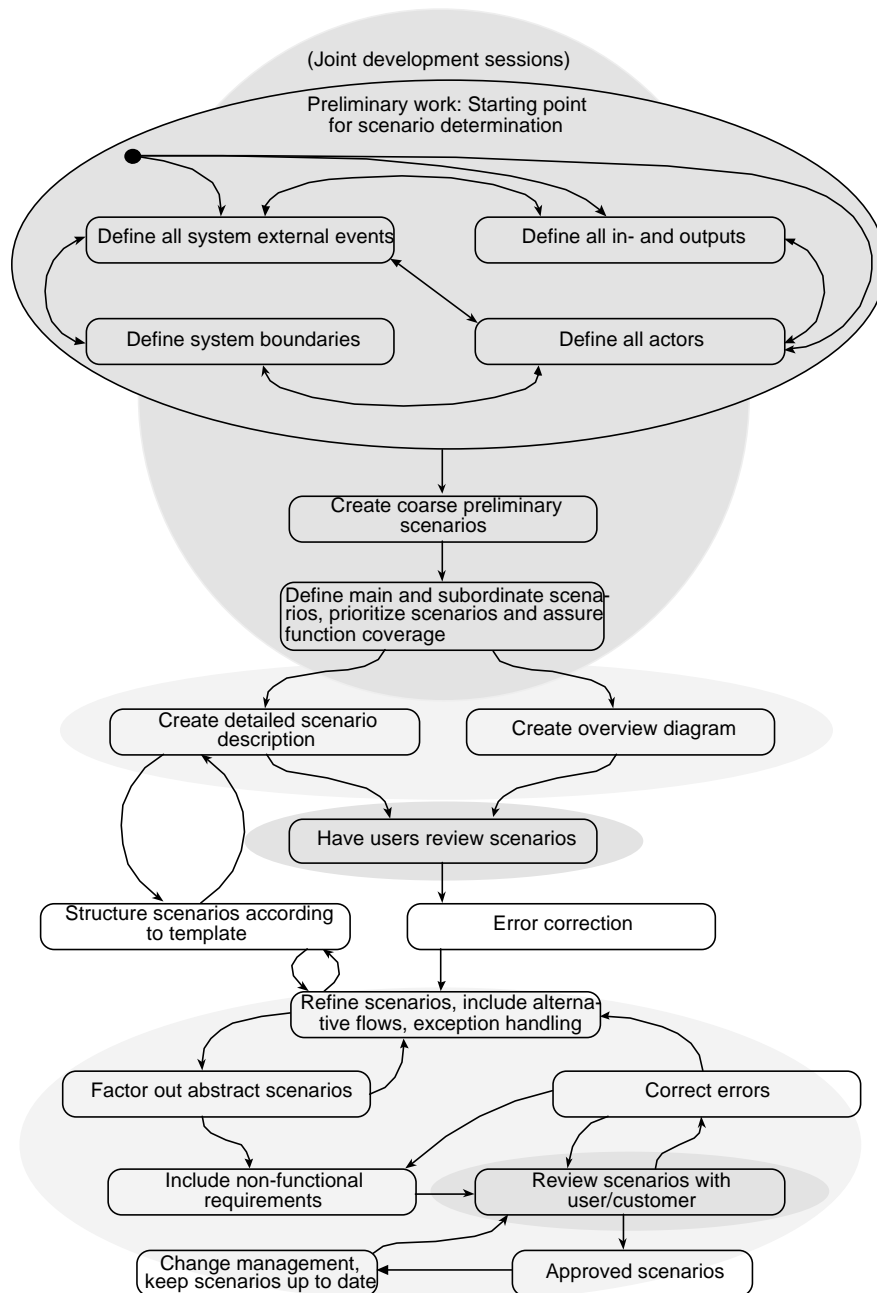 (Joint development sessions)
Preliminary work: Starting point
for scenario determination
Define all system external events
Define all in- and outputs
Define system boundaries
Define all actors
Create coarse preliminary
scenarios
Define main and subordinate scena-
rios, prioritize scenarios and assure
function coverage
Create detailed scenario
description
Create overview diagram
Have users review scenarios
Structure scenarios according
to template
Error correction
Refine scenarios, include alterna-
tive flows, exception handling
Factor out abstract scenarios
Correct errors
Include non-functional
requirements
Review scenarios with
user/customer
Change management,
keep scenarios up to date
Approved scenarios